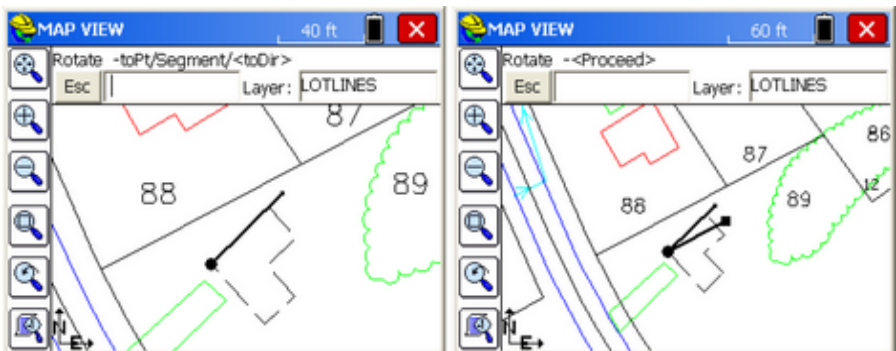 MAP VIEW 40 ft
Rotate -toPt/Segment/<toDir>
Esc Layer: LOTLINES
87
88
89
N
E
MAP VIEW 60 ft
Rotate -<Proceed>
Esc Layer: LOTLINES
86
87
12
89
88
N
E